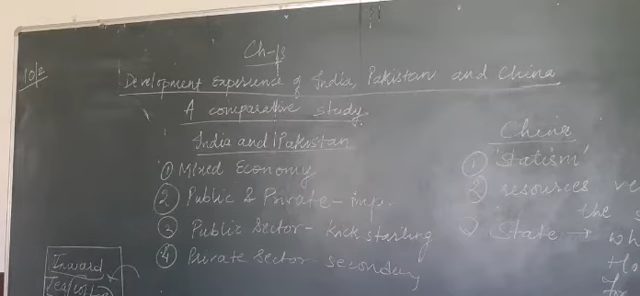 10/2
Ch-
Development Experience of India, Pakistan and China
A comparative study
India and Pakistan
① Mixed Economy
② Public & Private - imp.
③ Public Sector - Kick starting
④ Private Sector secondary
China
① 'Statism'
② resources
the
③ State →
Inward